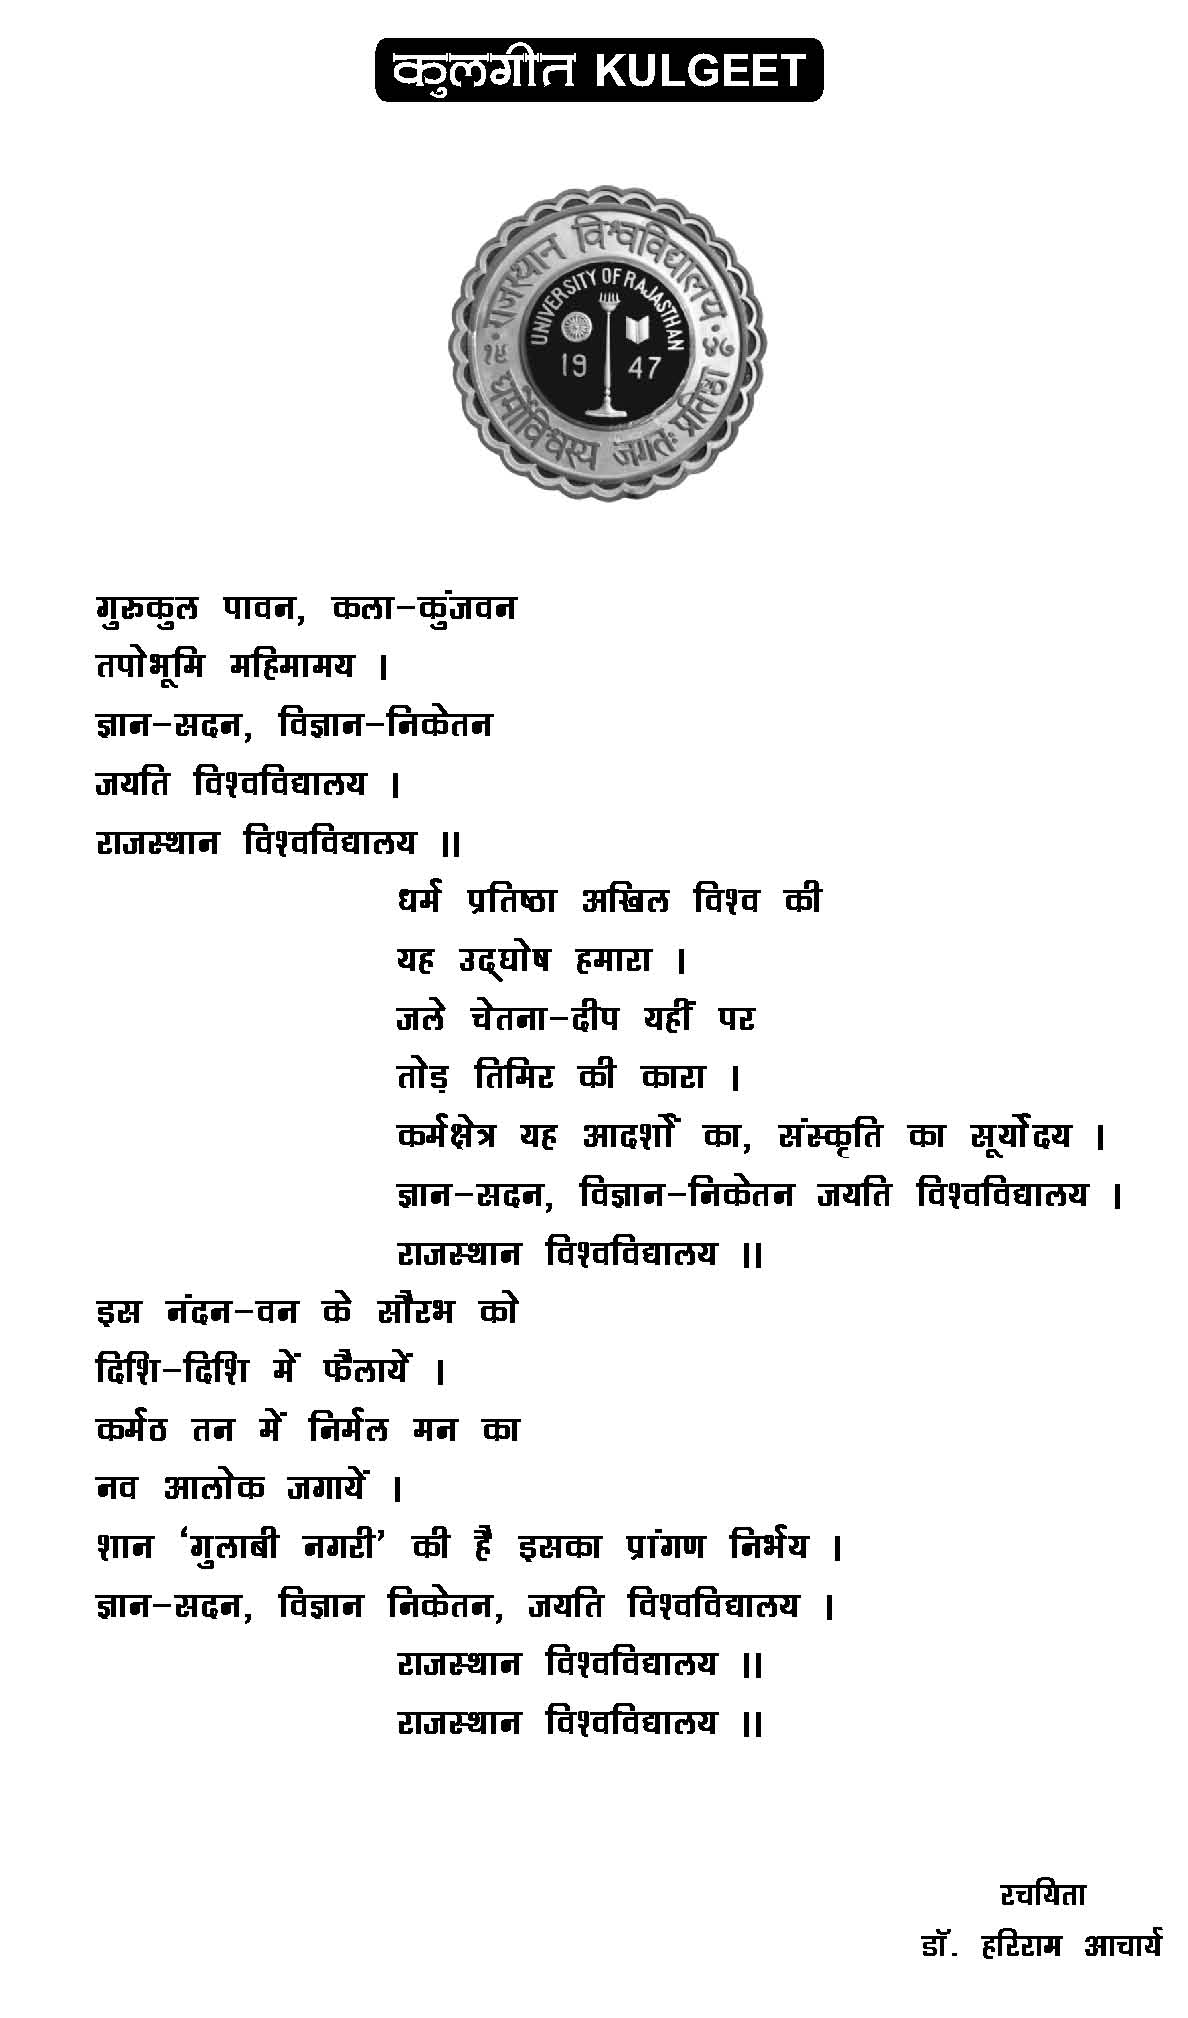 कुलगीत KULGEET
राजस्थान विश्वविद्यालय
UNIVERSITY OF RAJASTHAN
१९ ४७
19 47
धर्मो विश्वस्य जगतः प्रतिष्ठा
गुरुकुल पावन, कला-कुंजवन
तपोभूमि महिमामय ।
ज्ञान-सदन, विज्ञान-निकेतन
जयति विश्वविद्यालय ।
राजस्थान विश्वविद्यालय ॥
धर्म प्रतिष्ठा अखिल विश्व की
यह उद्घोष हमारा ।
जले चेतना-दीप यहीं पर
तोड़ तिमिर की कारा ।
कर्मक्षेत्र यह आदर्शों का, संस्कृति का सूर्योदय ।
ज्ञान-सदन, विज्ञान-निकेतन जयति विश्वविद्यालय ।
राजस्थान विश्वविद्यालय ॥
इस नंदन-वन के सौरभ को
दिशि-दिशि में फैलायें ।
कर्मठ तन में निर्मल मन का
नव आलोक जगायें ।
शान ‘गुलाबी नगरी’ की है इसका प्रांगण निर्भय ।
ज्ञान-सदन, विज्ञान निकेतन, जयति विश्वविद्यालय ।
राजस्थान विश्वविद्यालय ॥
राजस्थान विश्वविद्यालय ॥
रचयिता
डॉ. हरिराम आचार्य